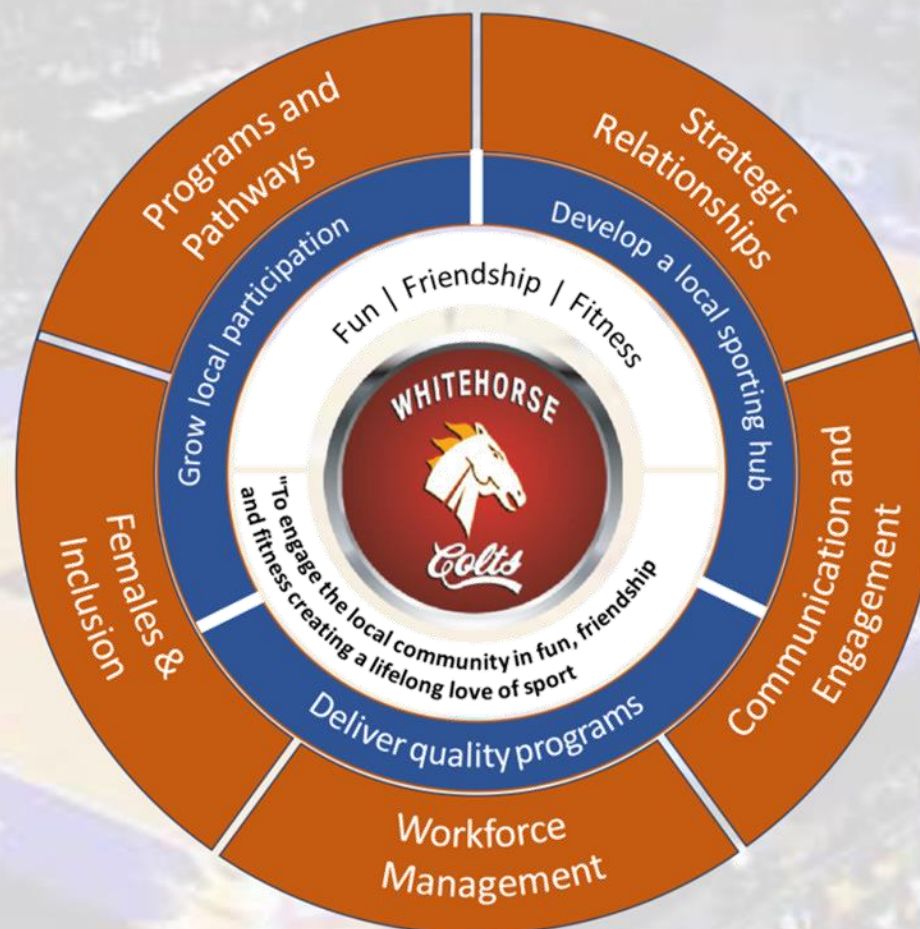 Programs and
Pathways
Strategic
Relationships
Communication and
Engagement
Workforce
Management
Females &
Inclusion
Grow local participation
Develop a local sporting hub
Deliver quality programs
Fun | Friendship | Fitness
"To engage the local community in fun, friendship
and fitness creating a lifelong love of sport
WHITEHORSE
Colts